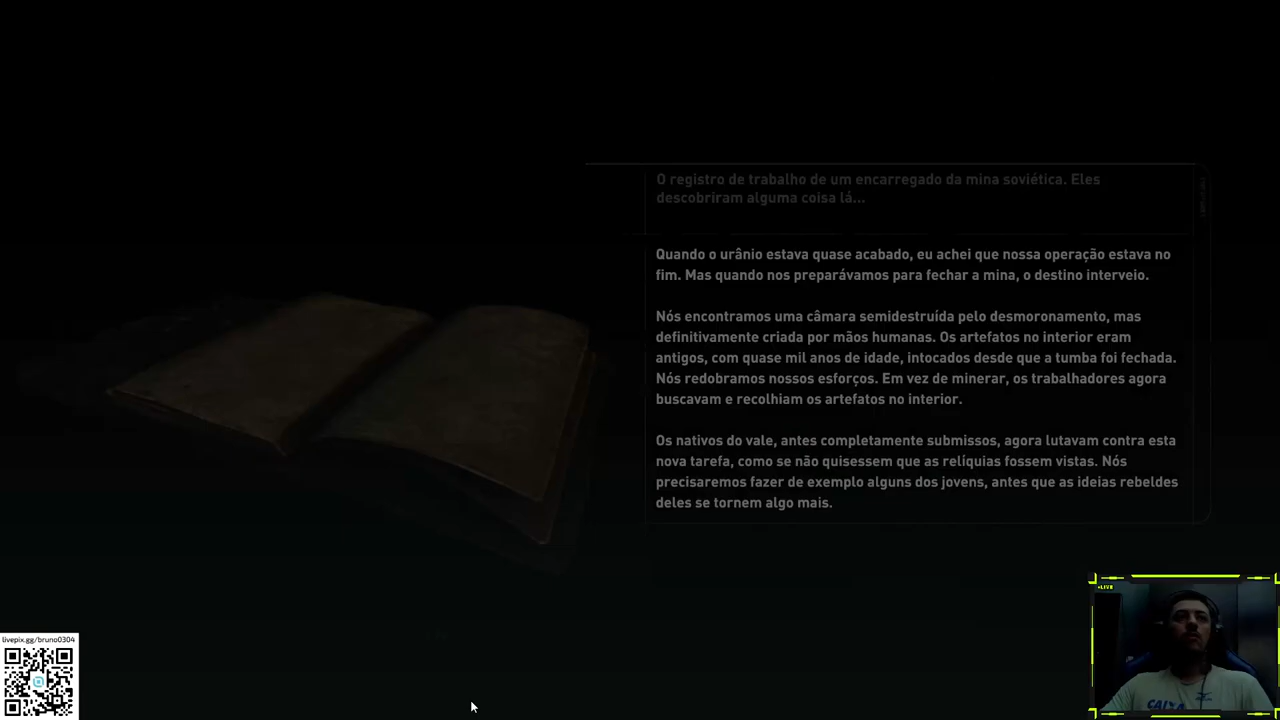 O registro de trabalho de um encarregado da mina soviética. Eles
descobriram alguma coisa lá...
Quando o urânio estava quase acabado, eu achei que nossa operação estava no
fim. Mas quando nos preparávamos para fechar a mina, o destino interveio.
Nós encontramos uma câmara semidestruída pelo desmoronamento, mas
definitivamente criada por mãos humanas. Os artefatos no interior eram
antigos, com quase mil anos de idade, intocados desde que a tumba foi fechada.
Nós redobramos nossos esforços. Em vez de minerar, os trabalhadores agora
buscavam e recolhiam os artefatos no interior.
Os nativos do vale, antes completamente submissos, agora lutavam contra esta
nova tarefa, como se não quisessem que as relíquias fossem vistas. Nós
precisaremos fazer de exemplo alguns dos jovens, antes que as ideias rebeldes
deles se tornem algo mais.
LIVE
livepix.gg/bruno0304
CAIXA